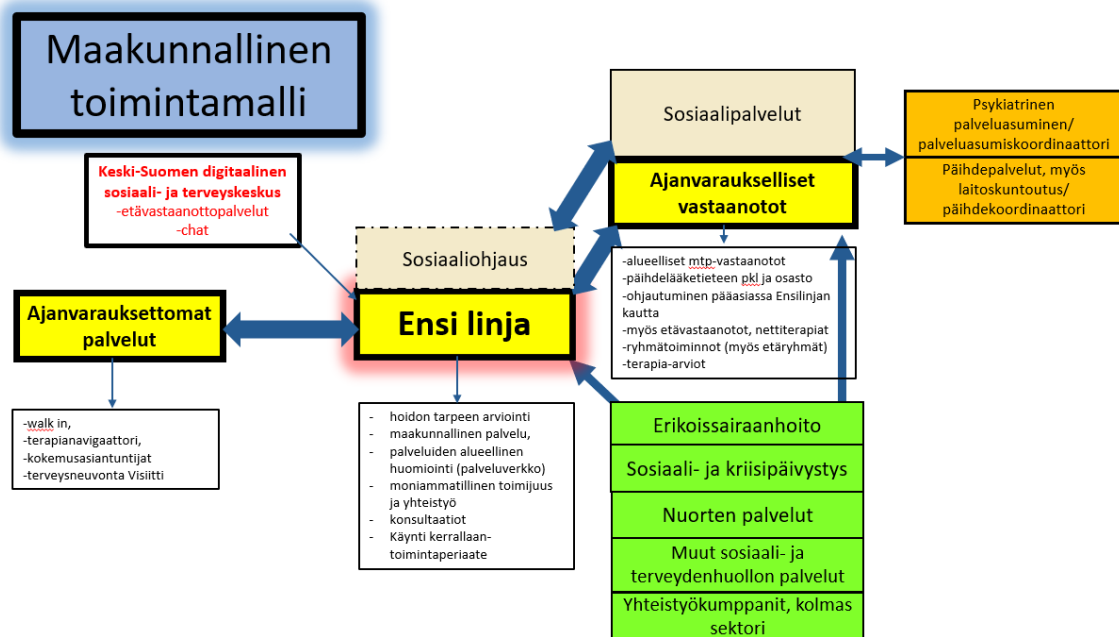 Maakunnallinen
toimintamalli
Keski-Suomen digitaalinen
sosiaali- ja terveyskeskus
-etävastaanottopalvelut
-chat
Sosiaalipalvelut
Ajanvaraukselliset
vastaanotot
Psykiatrinen
palveluasuminen/
palveluasumiskoordinaattori
Päihdepalvelut, myös
laitoskuntoutus/
päihdekoordinaattori
Sosiaaliohjaus
Ensi linja
Ajanvarauksettomat
palvelut
-alueelliset mtp-vastaanotot
-päihdelääketieteen pkl ja osasto
-ohjautuminen pääasiassa Ensilinjan
kautta
-myös etävastaanotot, nettiterapiat
-ryhmätoiminnot (myös etäryhmät)
-terapia-arviot
-walk in,
-terapianavigaattori,
-kokemusasiantuntijat
-terveysneuvonta Visiitti
- hoidon tarpeen arviointi
- maakunnallinen palvelu,
- palveluiden alueellinen
huomiointi (palveluverkko)
- moniammatillinen toimijuus
ja yhteistyö
- konsultaatiot
- Käynti kerrallaan-
toimintaperiaate
Erikoissairaanhoito
Sosiaali- ja kriisipäivystys
Nuorten palvelut
Muut sosiaali- ja
terveydenhuollon palvelut
Yhteistyökumppanit, kolmas
sektori